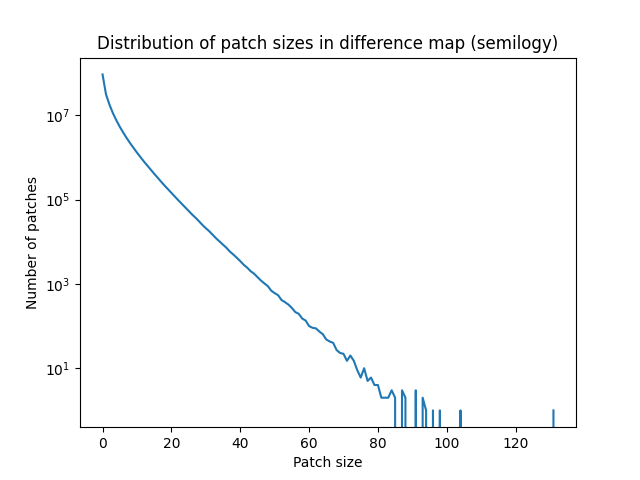 Distribution of patch sizes in difference map (semilogy)
Number of patches
10^7
10^5
10^3
10^1
0 20 40 60 80 100 120
Patch size